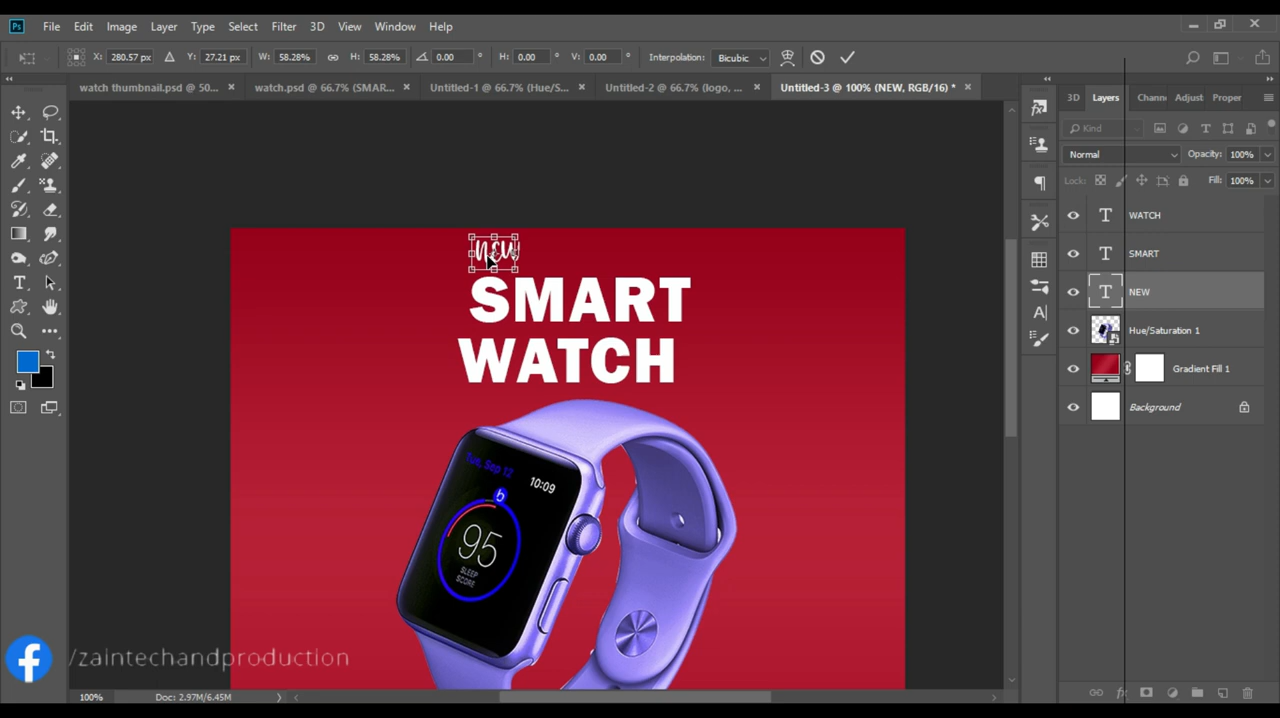 Ps File Edit Image Layer Type Select Filter 3D View Window Help
X: 280.57 px Y: 27.21 px W: 58.28% H: 58.28% 0.00 ° H: 0.00 ° V: 0.00 ° Interpolation: Bicubic
watch thumbnail.psd @ 50... × watch.psd @ 66.7% (SMAR... × Untitled-1 @ 66.7% (Hue/S... × Untitled-2 @ 66.7% (logo, ... × Untitled-3 @ 100% (NEW, RGB/16) * ×
3D Layers Channe Adjust Proper
Kind
Normal Opacity: 100%
Lock: Fill: 100%
WATCH
SMART
NEW
Hue/Saturation 1
Gradient Fill 1
Background
new
SMART
WATCH
Tue, Sep 12
10:09
b
95
SLEEP
SCORE
f /zaintechandproduction
100% Doc: 2.97M/6.45M